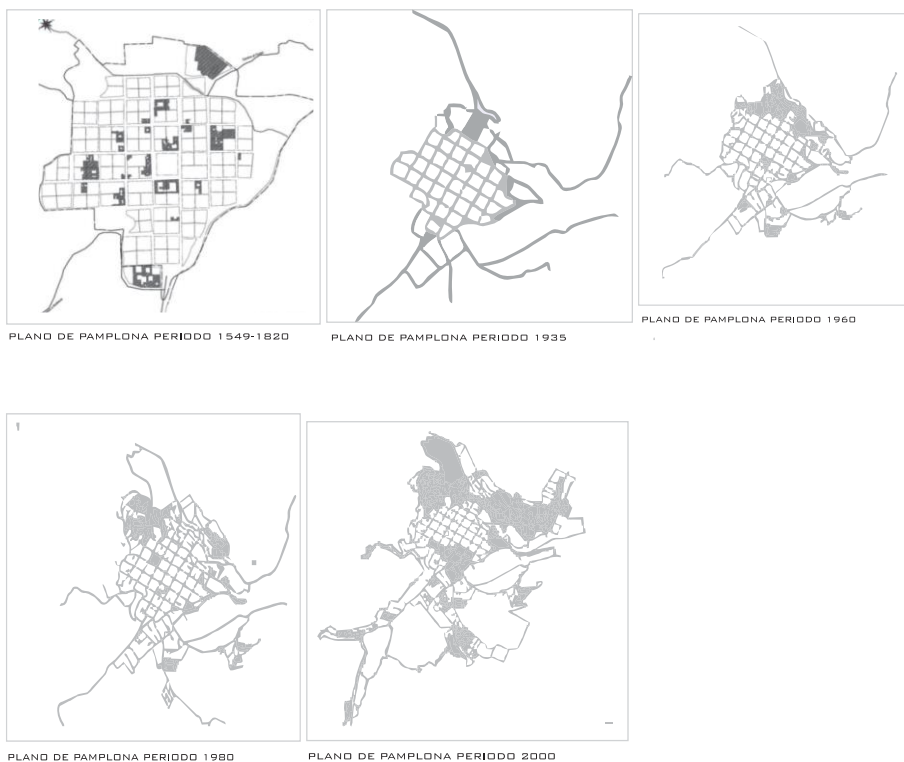 PLANO DE PAMPLONA PERIODO 1549-1820
PLANO DE PAMPLONA PERIODO 1935
PLANO DE PAMPLONA PERIODO 1960
PLANO DE PAMPLONA PERIODO 1980
PLANO DE PAMPLONA PERIODO 2000